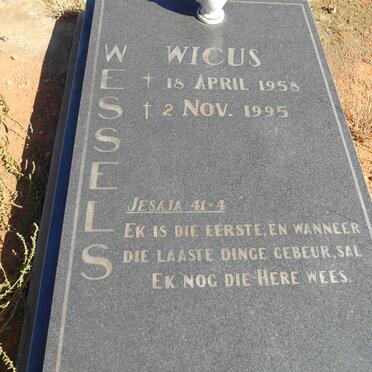 WESSELS
WICUS
† 18 APRIL 1958
† 2 NOV. 1995
JESAJA 41 v 4
EK IS DIE EERSTE, EN WANNEER
DIE LAASTE DINGE GEBEUR, SAL
EK NOG DIE HERE WEES.